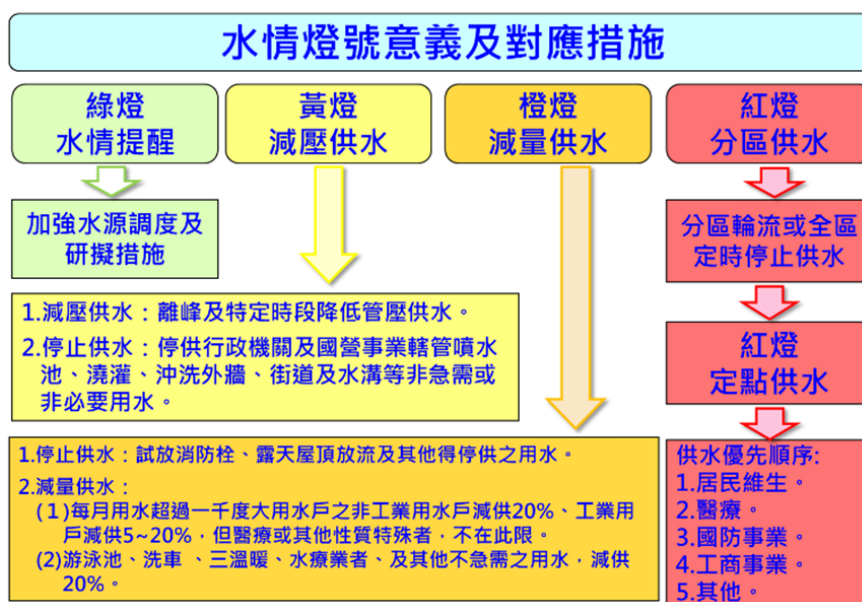 水情燈號意義及對應措施
綠燈
水情提醒
黃燈
減壓供水
橙燈
減量供水
紅燈
分區供水
加強水源調度及
研擬措施
分區輪流或全區
定時停止供水
1.減壓供水：離峰及特定時段降低管壓供水。
2.停止供水：停供行政機關及國營事業轄管噴水
池、澆灌、沖洗外牆、街道及水溝等非急需或
非必要用水。
紅燈
定點供水
1.停止供水：試放消防栓、露天屋頂放流及其他得停供之用水。
2.減量供水：
(1)每月用水超過一千度大用水戶之非工業用水戶減供20%、工業用
戶減供5~20%，但醫療或其他性質特殊者，不在此限。
(2)游泳池、洗車、三溫暖、水療業者、及其他不急需之用水，減供
20%。
供水優先順序:
1.居民維生。
2.醫療。
3.國防事業。
4.工商事業。
5.其他。